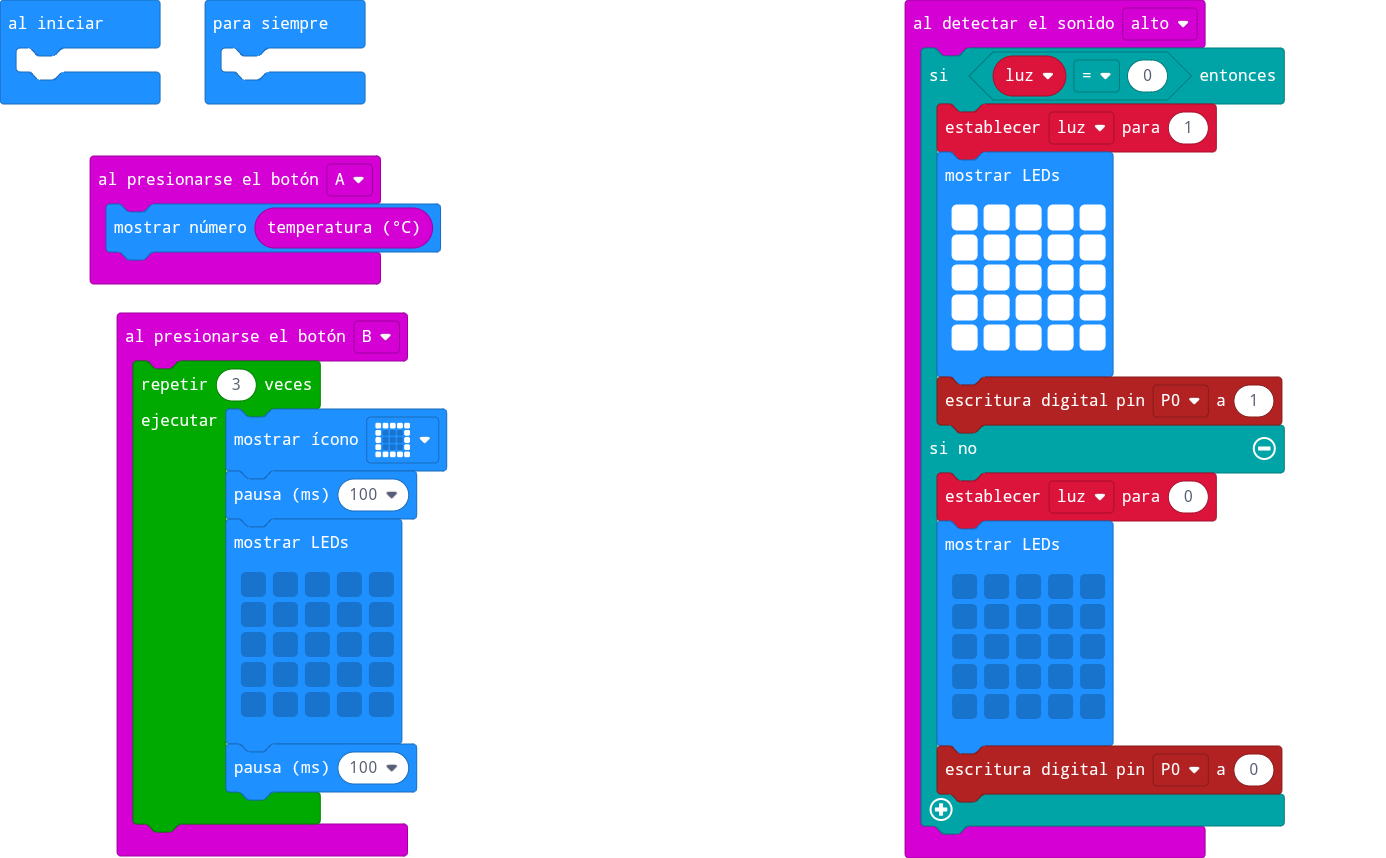 al iniciar
para siempre
al presionarse el botón A
mostrar número temperatura (°C)
al presionarse el botón B
repetir 3 veces
ejecutar
mostrar ícono
pausa (ms) 100
mostrar LEDs
pausa (ms) 100
al detectar el sonido alto
si luz = 0 entonces
establecer luz para 1
mostrar LEDs
escritura digital pin P0 a 1
si no
establecer luz para 0
mostrar LEDs
escritura digital pin P0 a 0